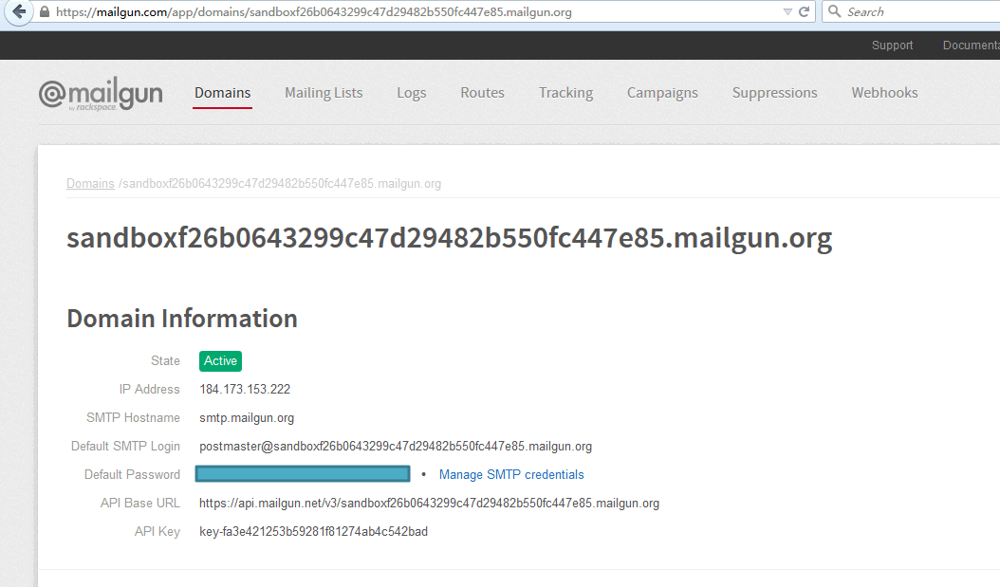 https://mailgun.com/app/domains/sandboxf26b0643299c47d29482b550fc447e85.mailgun.org
Search
Support Documenta
@mailgun
by rackspace.
Domains Mailing Lists Logs Routes Tracking Campaigns Suppressions Webhooks
Domains /sandboxf26b0643299c47d29482b550fc447e85.mailgun.org
sandboxf26b0643299c47d29482b550fc447e85.mailgun.org
Domain Information
State Active
IP Address 184.173.153.222
SMTP Hostname smtp.mailgun.org
Default SMTP Login postmaster@sandboxf26b0643299c47d29482b550fc447e85.mailgun.org
Default Password • Manage SMTP credentials
API Base URL https://api.mailgun.net/v3/sandboxf26b0643299c47d29482b550fc447e85.mailgun.org
API Key key-fa3e421253b59281f81274ab4c542bad